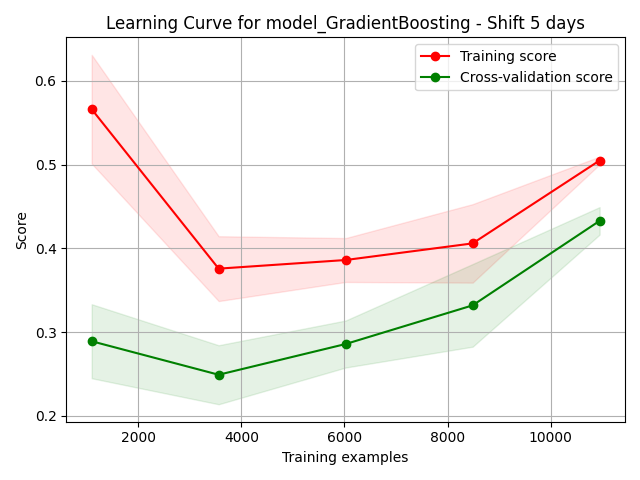 Learning Curve for model_GradientBoosting - Shift 5 days
Training score
Cross-validation score
0.6
0.5
0.4
0.3
0.2
Score
2000 4000 6000 8000 10000
Training examples